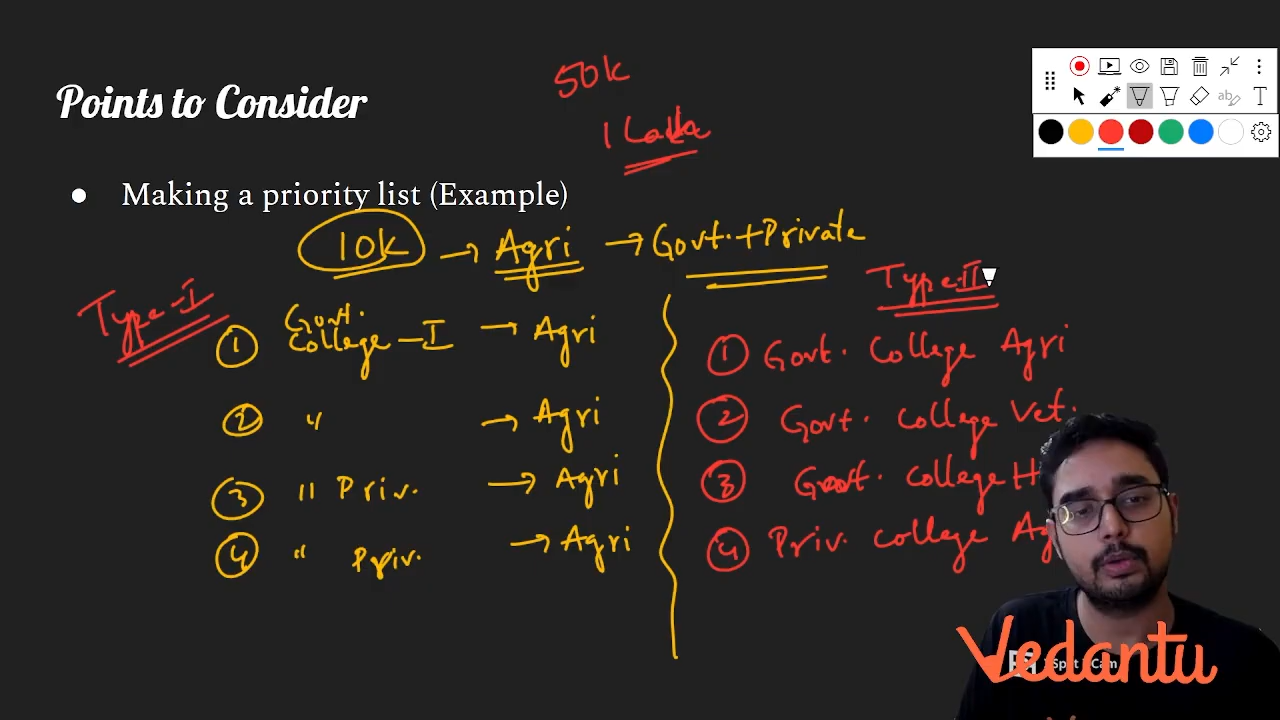 50k
1 Lakh
Points to Consider
● Making a priority list (Example)
10k → Agri → Govt. + Private
Type-I
① Govt. College - I → Agri
② " → Agri
③ " Priv. → Agri
④ " Priv. → Agri
Type-II
① Govt. College Agri
② Govt. College Vet.
③ Govt. College H
④ Priv. College Ag
Vedantu